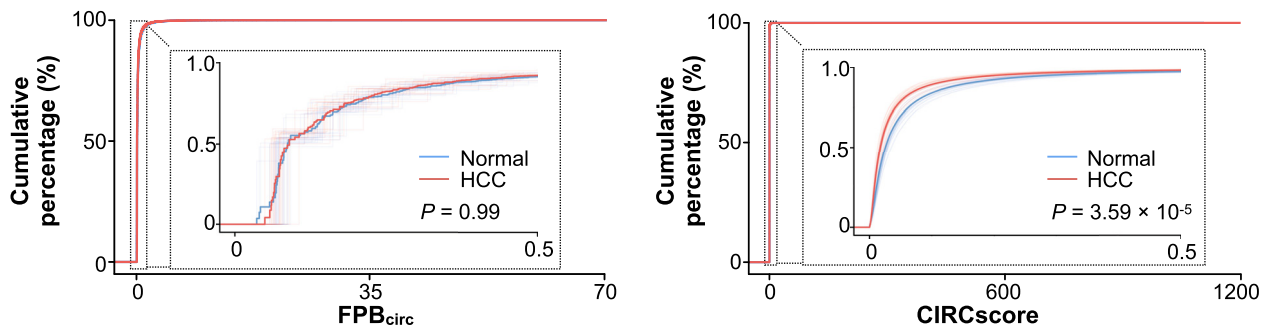 Cumulative
percentage (%)
100
50
0
1.0
0.5
0
Normal
HCC
P = 0.99
0
0.5
0
35
70
FPBcirc
Cumulative
percentage (%)
100
50
0
1.0
0.5
0
Normal
HCC
P = 3.59 × 10-5
0
0.5
0
600
1200
CIRCscore